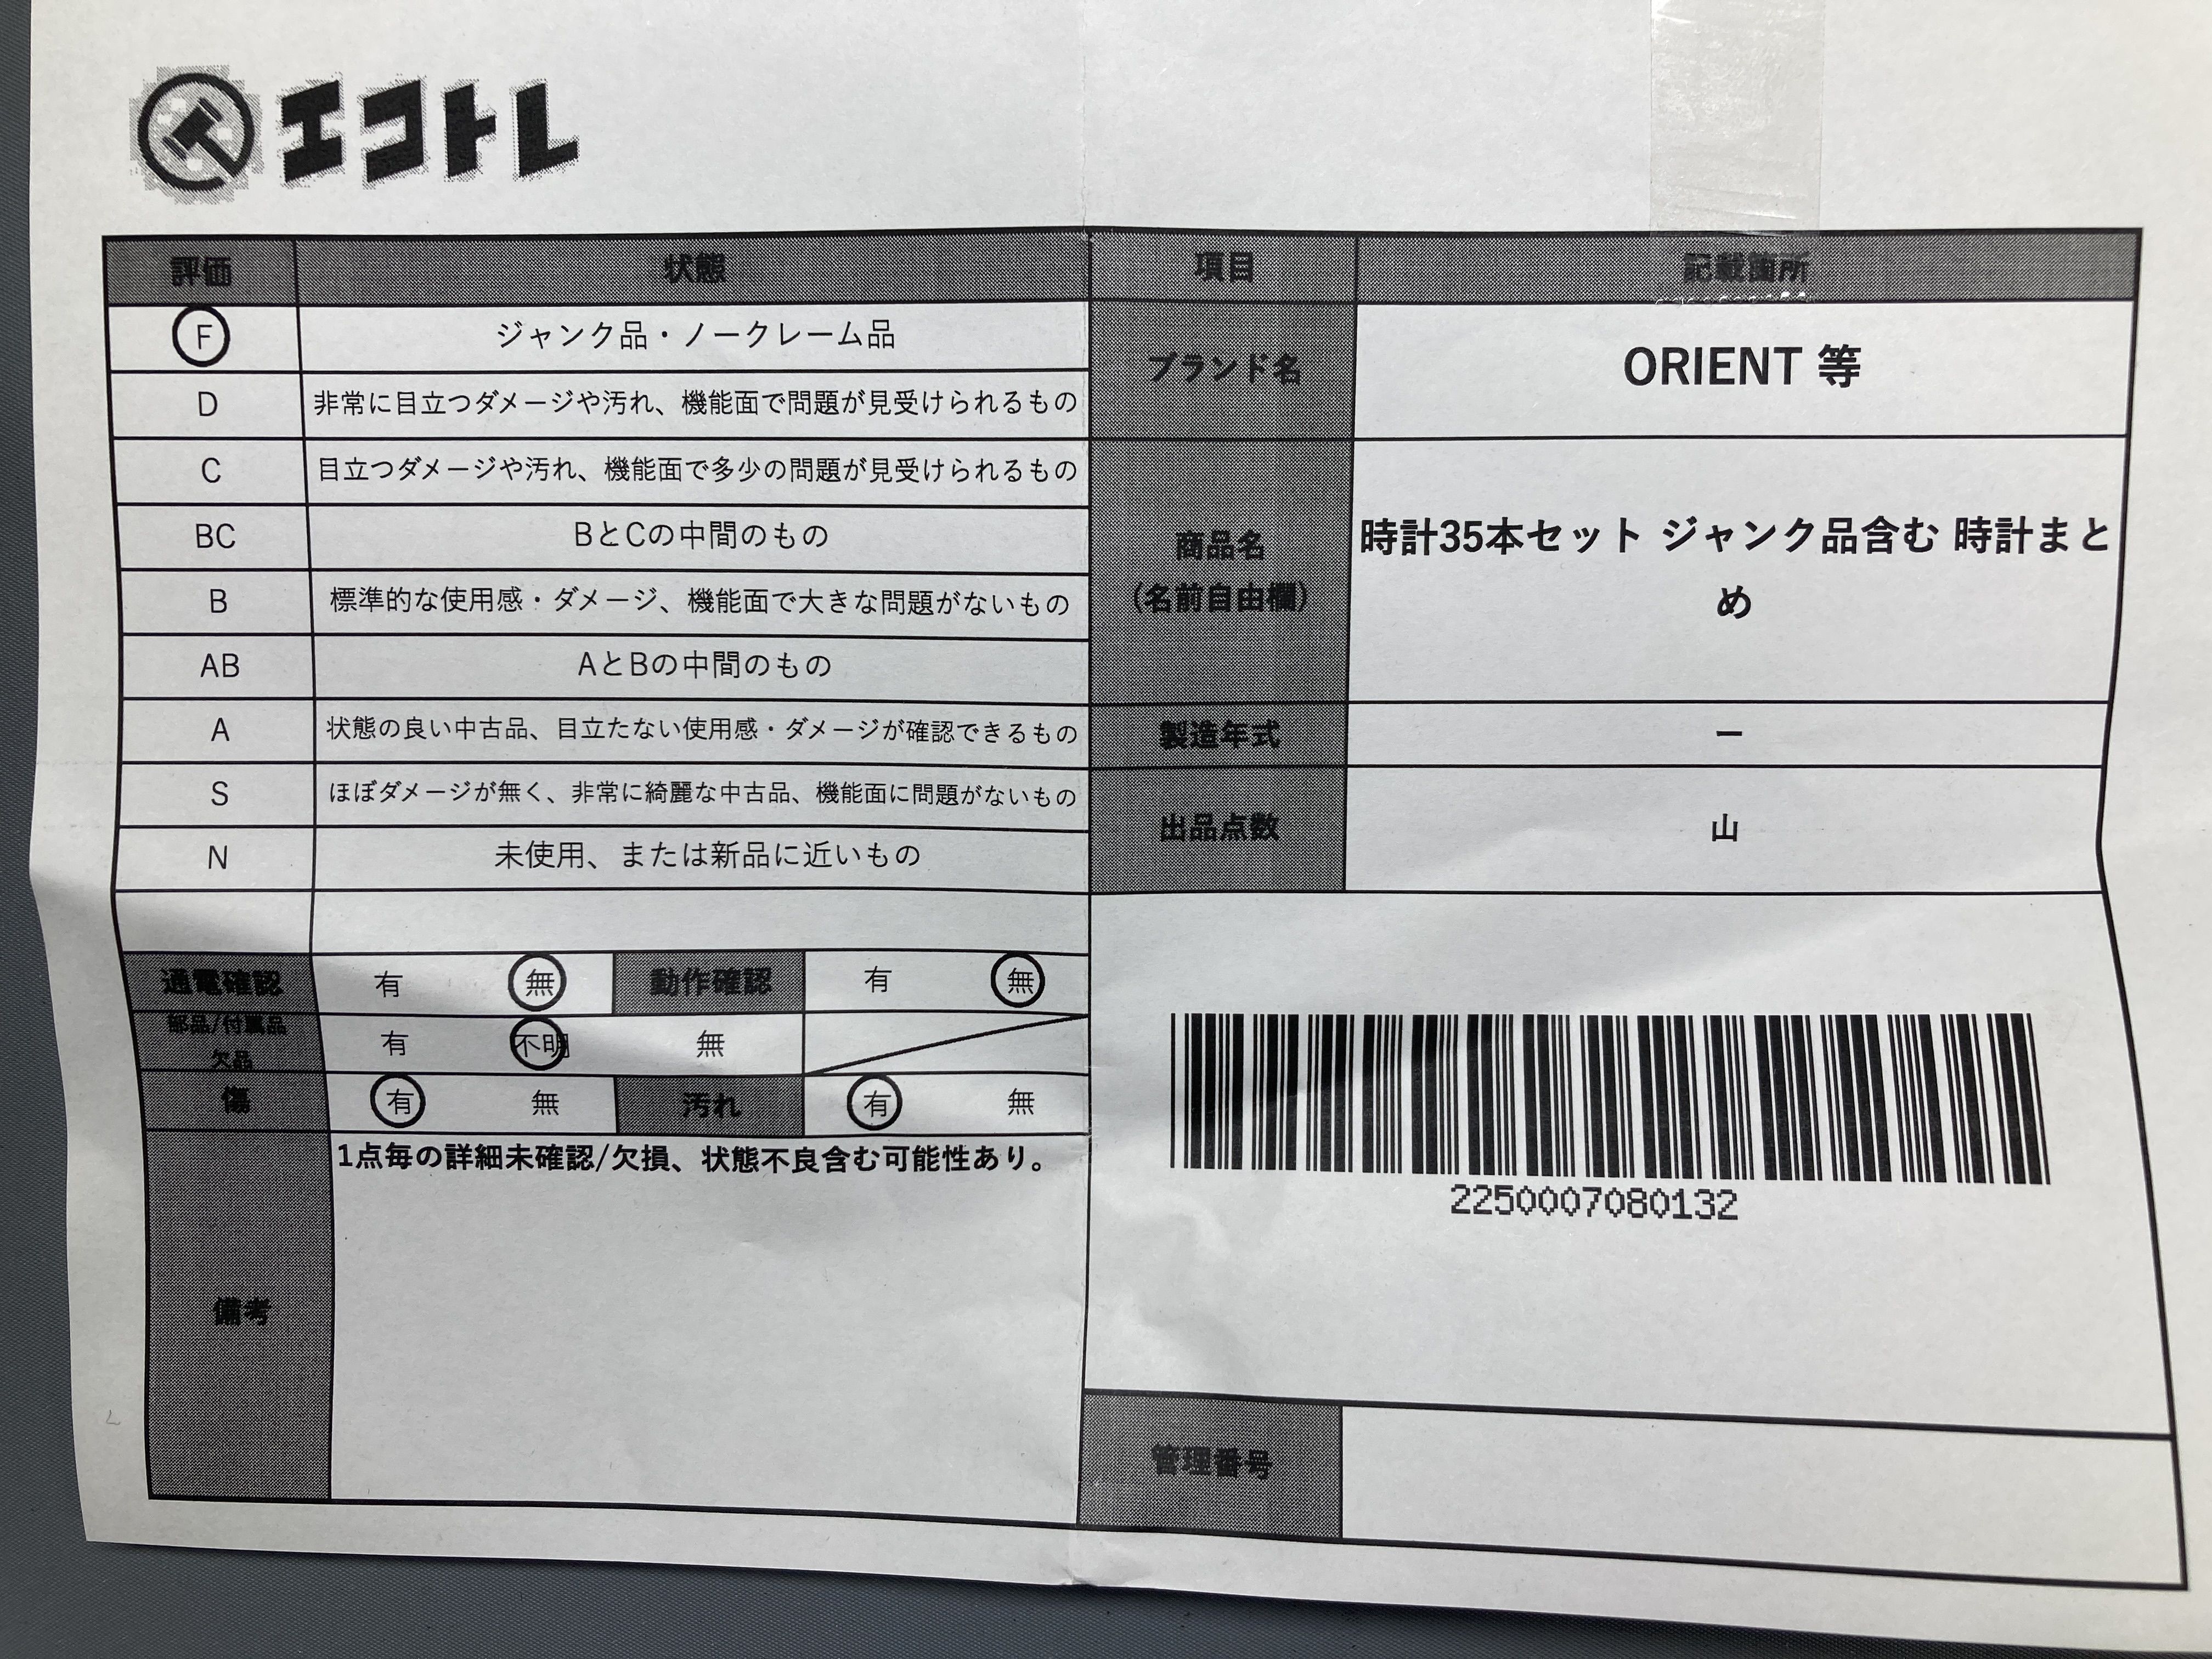 エコトレ
評価 状態
F ジャンク品・ノークレーム品
D 非常に目立つダメージや汚れ、機能面で問題が見受けられるもの
C 目立つダメージや汚れ、機能面で多少の問題が見受けられるもの
BC BとCの中間のもの
B 標準的な使用感・ダメージ、機能面で大きな問題がないもの
AB AとBの中間のもの
A 状態の良い中古品、目立たない使用感・ダメージが確認できるもの
S ほぼダメージが無く、非常に綺麗な中古品、機能面に問題がないもの
N 未使用、または新品に近いもの
通電確認 有 無 動作確認 有 無
部品/付属品
欠品 有 不明 無
傷 有 無 汚れ 有 無
備考 1点毎の詳細未確認/欠損、状態不良含む可能性あり。
項目 記載箇所
ブランド名 ORIENT 等
商品名
(名前自由欄)
時計35本セット ジャンク品含む 時計まと
め
製造年式 ー
出品点数 山
2250007080132
管理番号